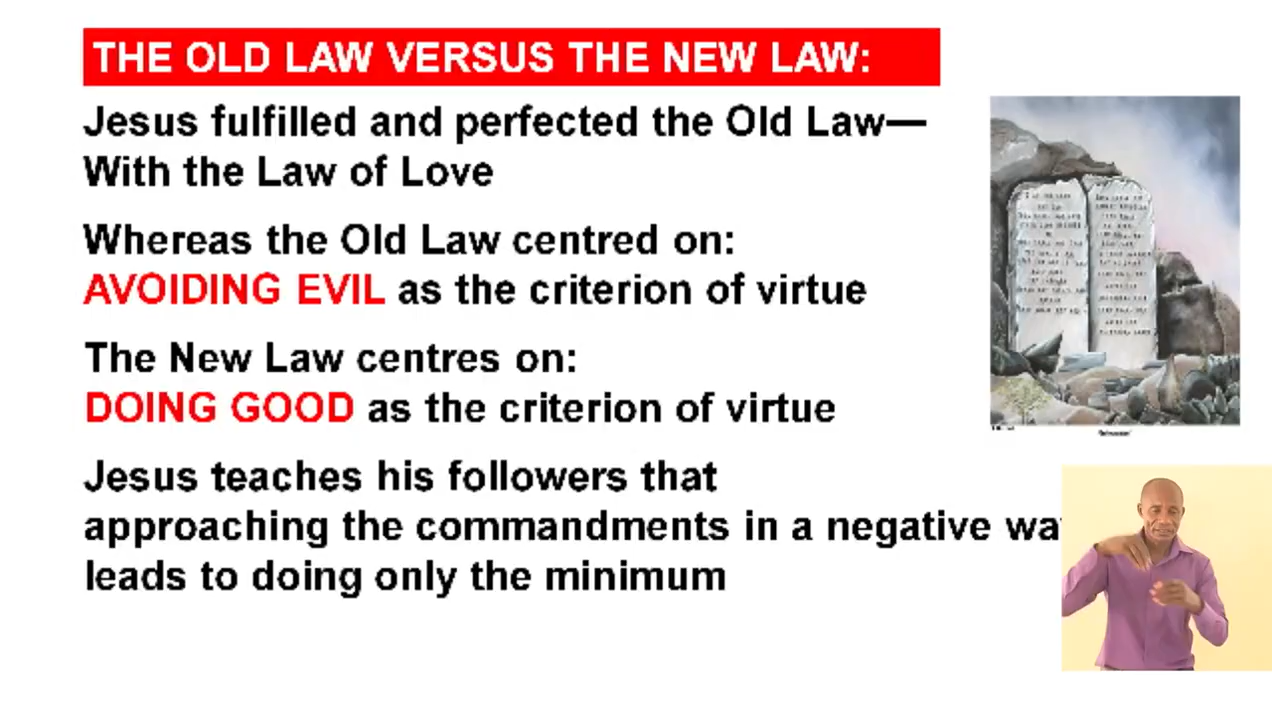 THE OLD LAW VERSUS THE NEW LAW:
Jesus fulfilled and perfected the Old Law—
With the Law of Love
Whereas the Old Law centred on:
AVOIDING EVIL as the criterion of virtue
The New Law centres on:
DOING GOOD as the criterion of virtue
Jesus teaches his followers that
approaching the commandments in a negative
leads to doing only the minimum